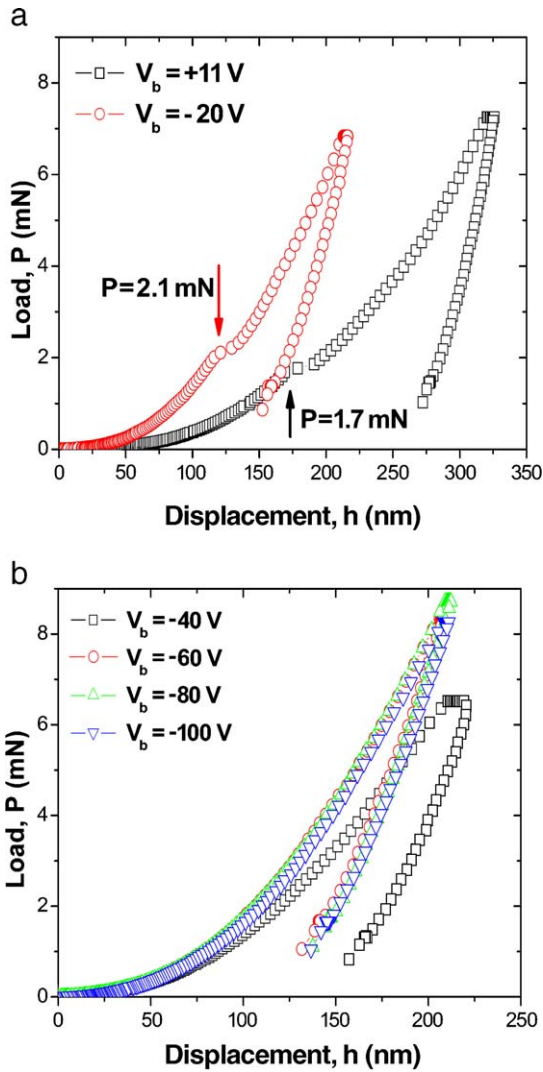 a
8
6
4
2
0
Load, P (mN)
V_b = +11 V
V_b = - 20 V
P = 2.1 mN
P = 1.7 mN
0 50 100 150 200 250 300 350
Displacement, h (nm)
b
8
6
4
2
0
Load, P (mN)
V_b = -40 V
V_b = -60 V
V_b = -80 V
V_b = -100 V
0 50 100 150 200 250
Displacement, h (nm)